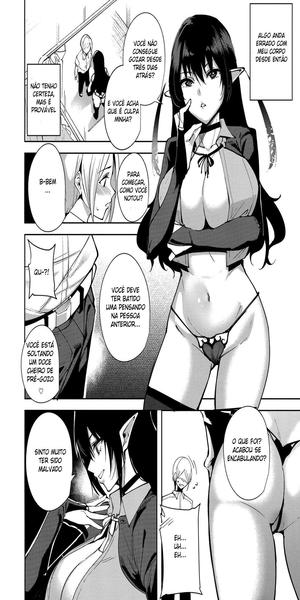 ALGO ANDA
ERRADO COM
MEU CORPO
DESDE ENTÃO
VOCÊ NÃO
CONSEGUE
GOZAR DESDE
TRÊS DIAS
ATRÁS?
E VOCÊ ACHA
QUE É CULPA
MINHA?
NÃO TENHO
CERTEZA,
MAS É
PROVÁVEL
PARA
COMEÇAR,
COMO VOCÊ
NOTOU?
B-BEM
...
QU-?!
VOCÊ DEVE
TER BATIDO
UMA
PENSANDO
NA PESSOA
ANTERIOR...
VOCÊ ESTÁ
SOLTANDO
UM DOCE
CHEIRO DE
PRÉ-GOZO
♡
O QUE FOI?
ACABOU SE
ENCABULANDO?
EH...
UH...
EH...
SINTO MUITO
TER SIDO
MALVADO